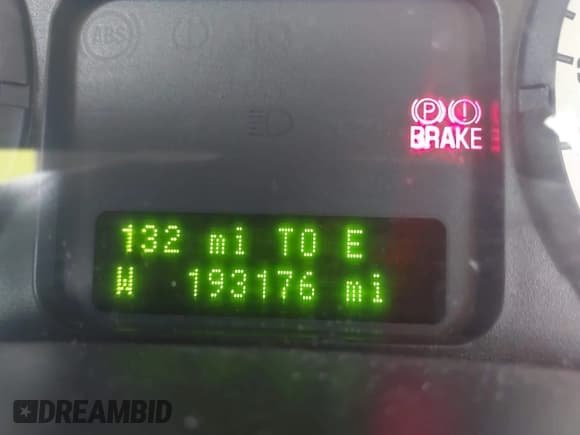 ABS
P !
BRAKE
132 mi TO E
W 193176 mi
DREAMBID